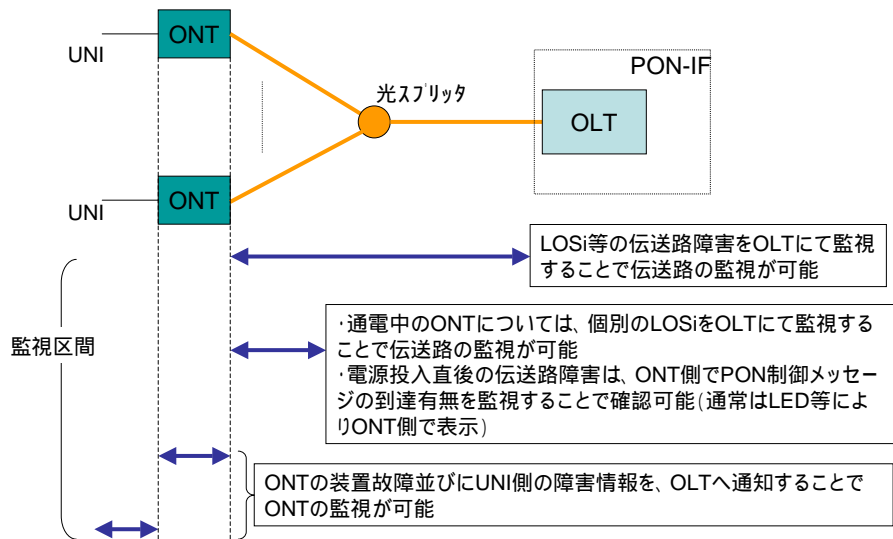 ONT
UNI
PON-IF
光スプリッタ
OLT
ONT
UNI
LOSi等の伝送路障害をOLTにて監視
することで伝送路の監視が可能
監視区間
・通電中のONTについては、個別のLOSiをOLTにて監視する
ことで伝送路の監視が可能
・電源投入直後の伝送路障害は、ONT側でPON制御メッセー
ジの到達有無を監視することで確認可能(通常はLED等によ
りONT側で表示)
ONTの装置故障並びにUNI側の障害情報を、OLTへ通知することで
ONTの監視が可能